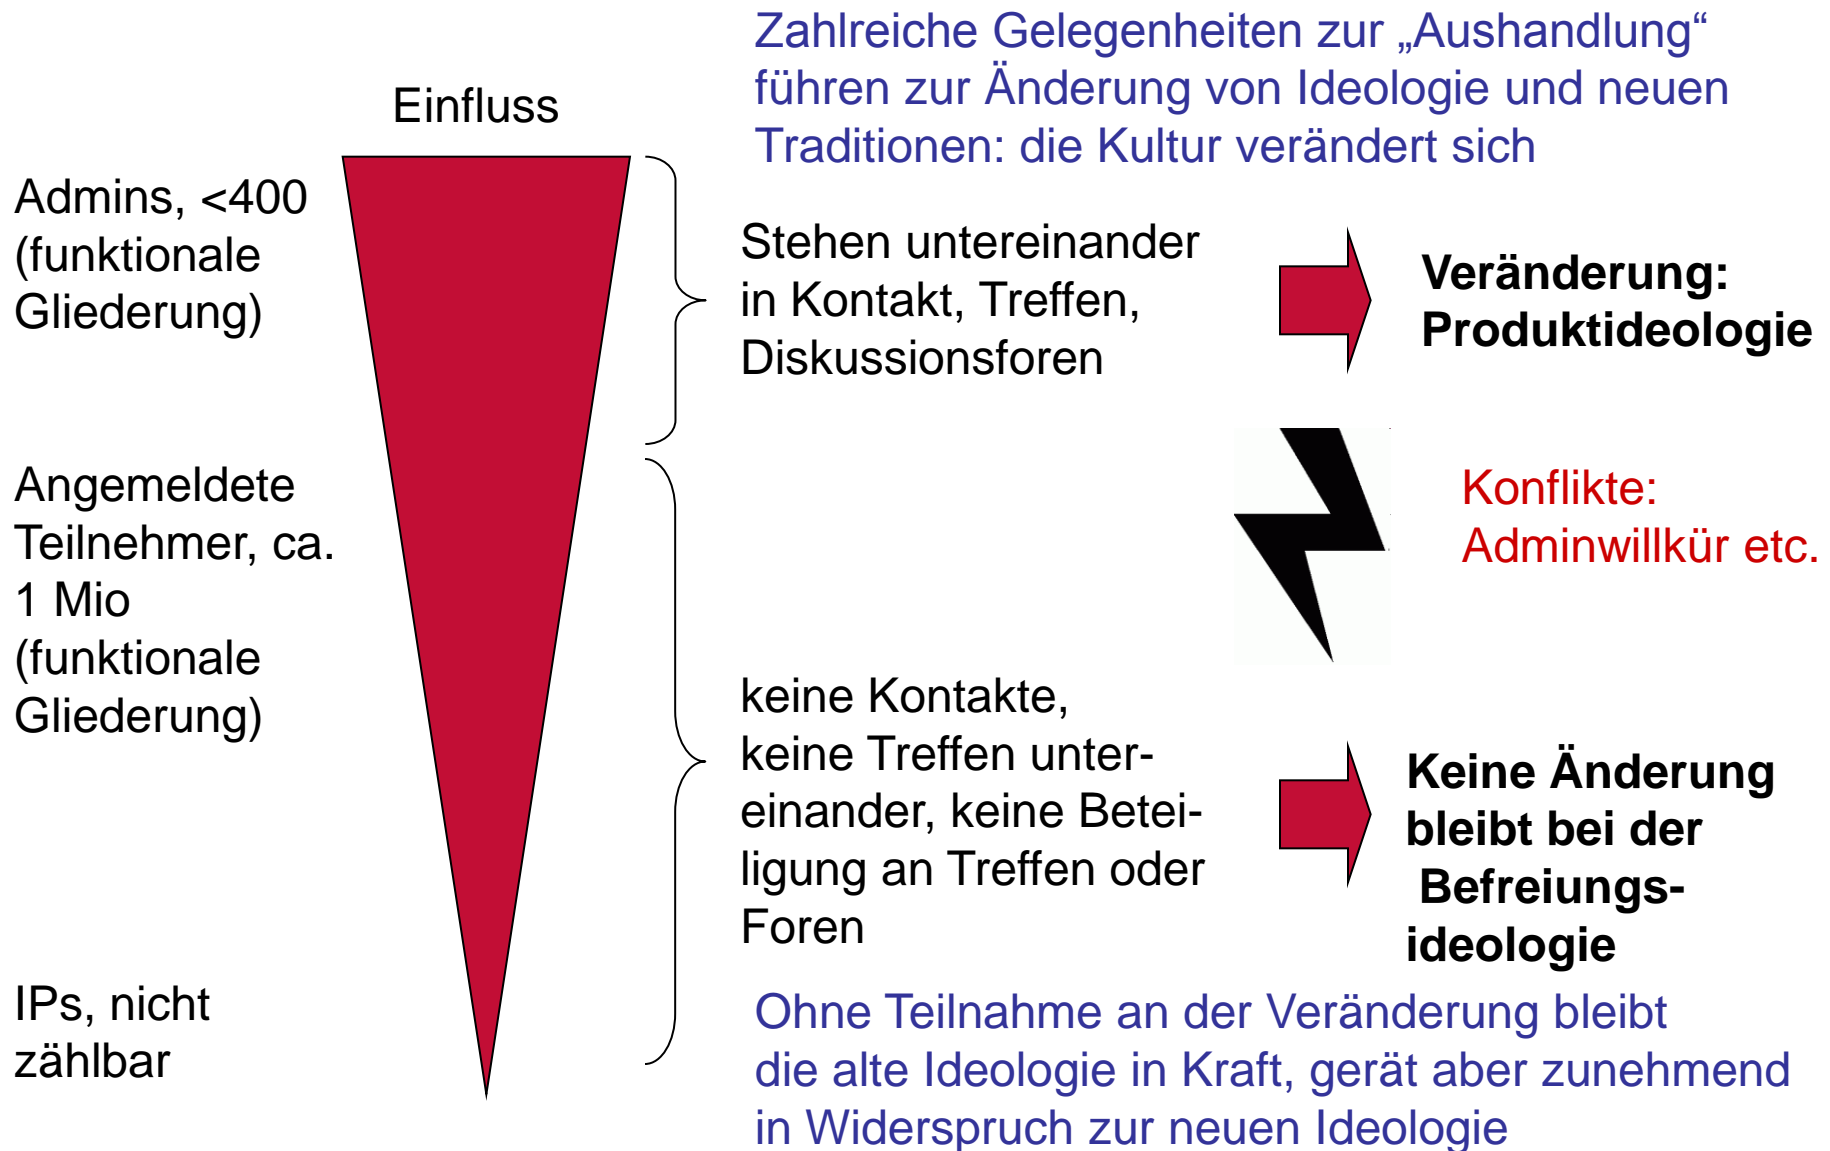 Zahlreiche Gelegenheiten zur „Aushandlung“
führen zur Änderung von Ideologie und neuen
Traditionen: die Kultur verändert sich
Einfluss
Admins, <400
(funktionale
Gliederung)
Stehen untereinander
in Kontakt, Treffen,
Diskussionsforen
Veränderung:
Produktideologie
Angemeldete
Teilnehmer, ca.
1 Mio
(funktionale
Gliederung)
Konflikte:
Adminwillkür etc.
keine Kontakte,
keine Treffen unter-
einander, keine Betei-
ligung an Treffen oder
Foren
Keine Änderung
bleibt bei der
Befreiungs-
ideologie
IPs, nicht
zählbar
Ohne Teilnahme an der Veränderung bleibt
die alte Ideologie in Kraft, gerät aber zunehmend
in Widerspruch zur neuen Ideologie